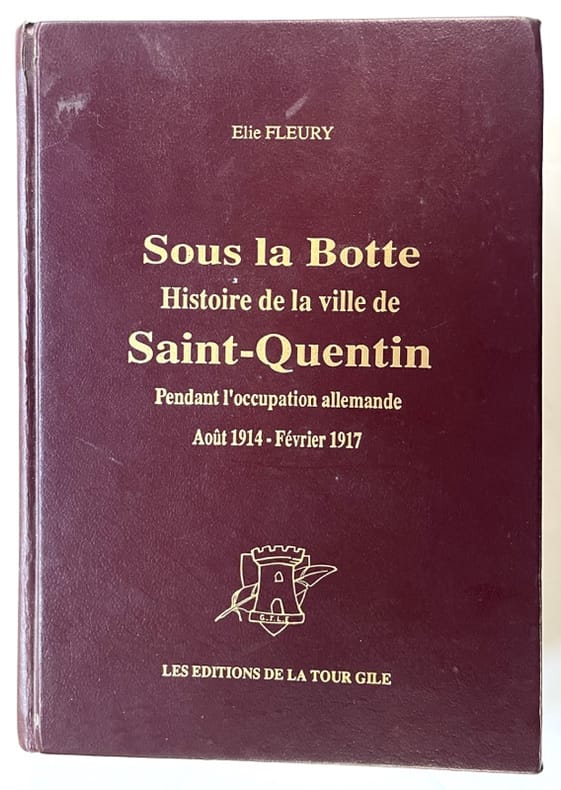 Elie FLEURY
Sous la Botte
Histoire de la ville de
Saint-Quentin
Pendant l'occupation allemande
Août 1914 - Février 1917
G.T.L.E
LES EDITIONS DE LA TOUR GILE